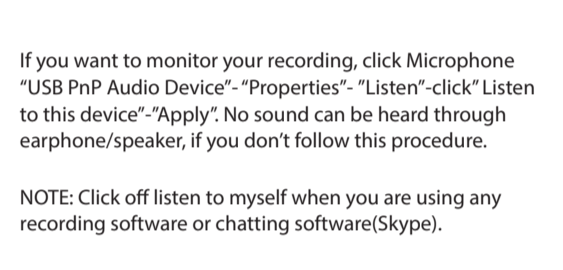 If you want to monitor your recording, click Microphone
“USB PnP Audio Device”- “Properties”- ”Listen”-click” Listen
to this device”-”Apply”. No sound can be heard through
earphone/speaker, if you don’t follow this procedure.
NOTE: Click off listen to myself when you are using any
recording software or chatting software(Skype).